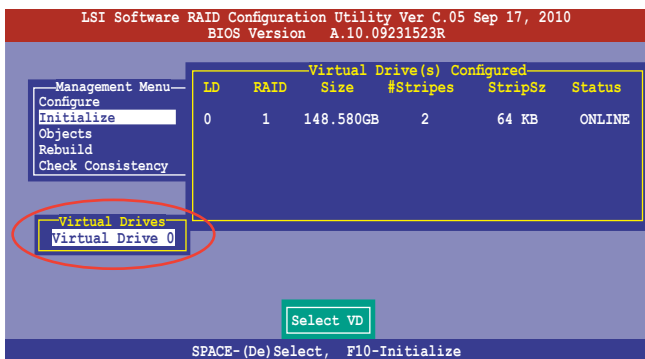 LSI Software RAID Configuration Utility Ver C.05 Sep 17, 2010
BIOS Version A.10.09231523R
Virtual Drive(s) Configured
LD RAID Size #Stripes StripSz Status
0 1 148.580GB 2 64 KB ONLINE
Management Menu
Configure
Initialize
Objects
Rebuild
Check Consistency
Virtual Drives
Virtual Drive 0
Select VD
SPACE-(De)Select, F10-Initialize